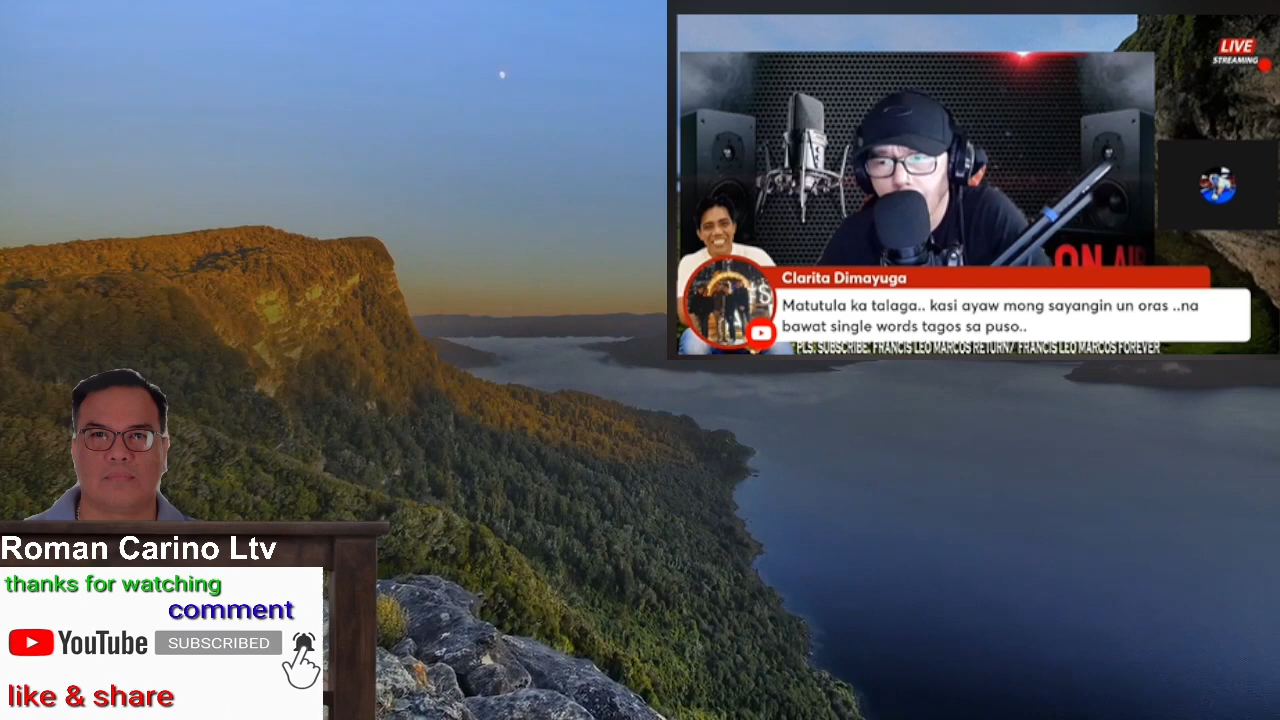 LIVE
STREAMING
ON AIR
Clarita Dimayuga
Matutula ka talaga.. kasi ayaw mong sayangin un oras ..na
bawat single words tagos sa puso..
PLS: SUBSCRIBE: FRANCIS LEO MARCOS RETURN7/ FRANCIS LEO MARCOS FOREVER
Roman Carino Ltv
thanks for watching
comment
YouTube SUBSCRIBED
like & share